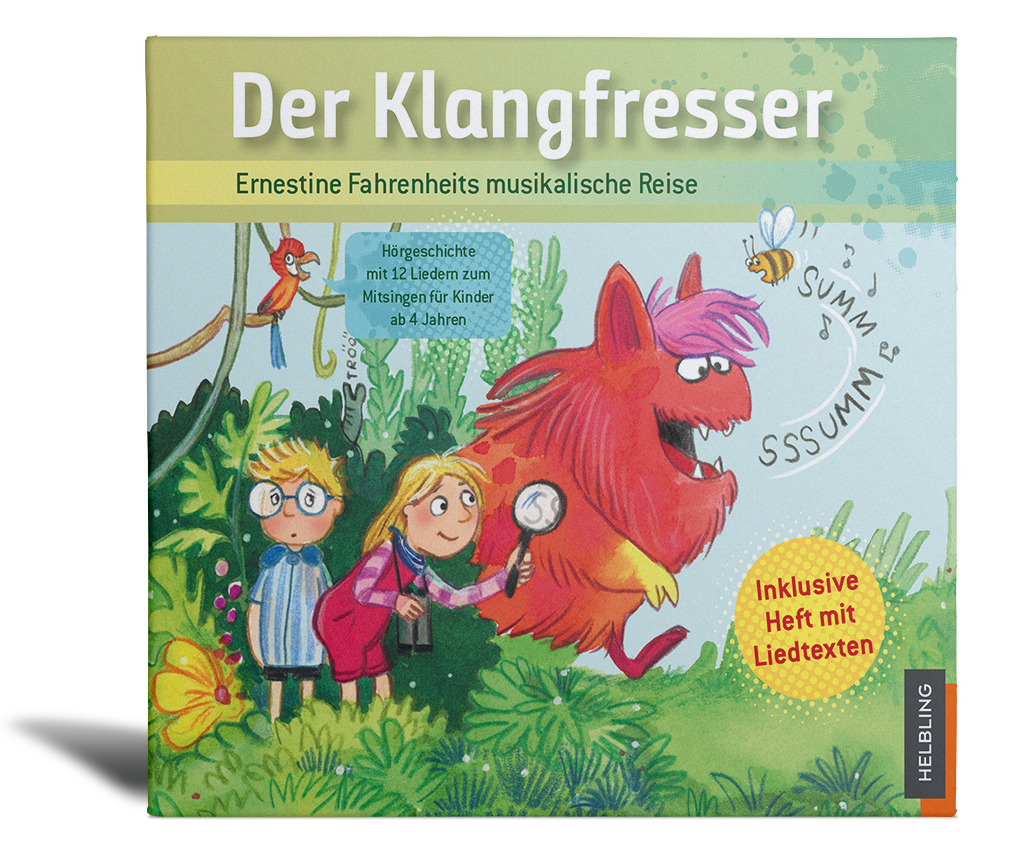 Der Klangfresser
Ernestine Fahrenheits musikalische Reise
Hörgeschichte
mit 12 Liedern zum
Mitsingen für Kinder
ab 4 Jahren
TRÖÖ
SUMM
SSSUMM
S
Inklusive
Heft mit
Liedtexten
HELBLING